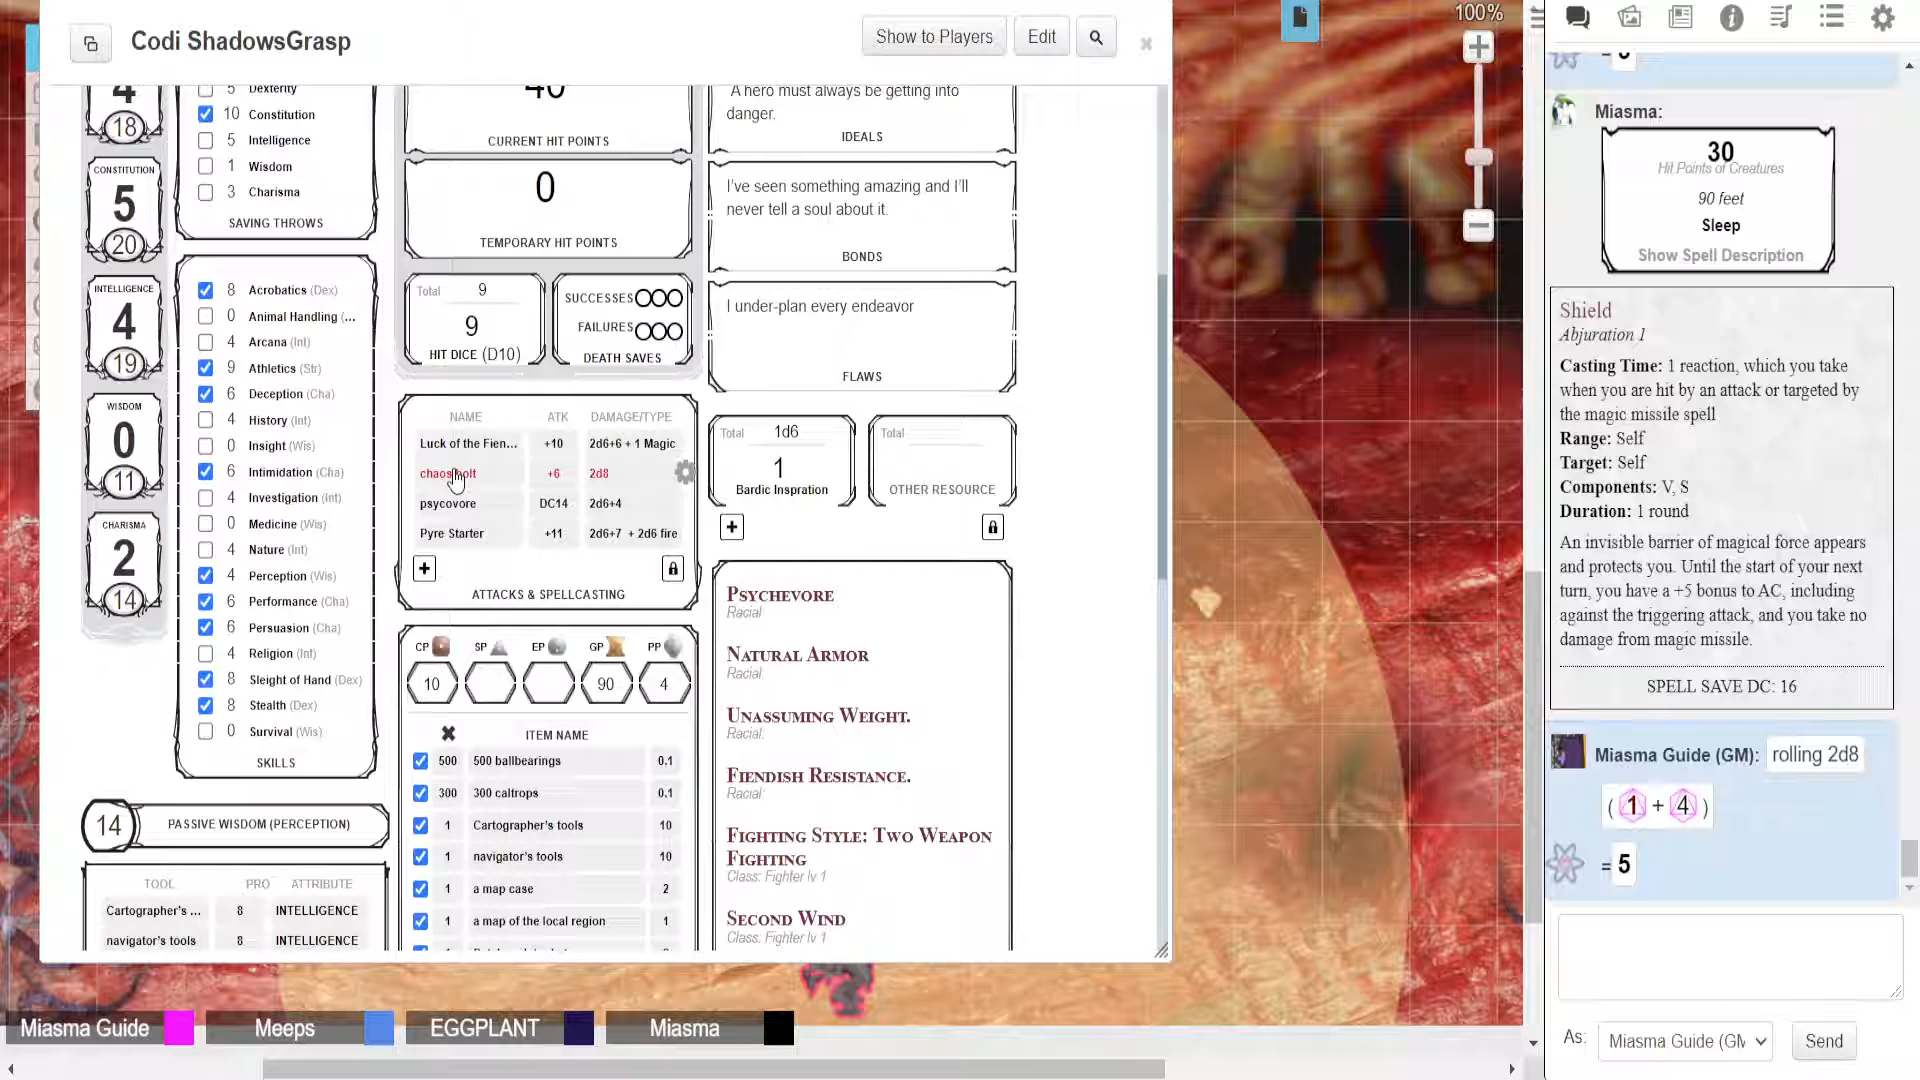 Codi ShadowsGrasp
Show to Players
Edit
100%
4
18
CONSTITUTION
5
20
INTELLIGENCE
4
19
WISDOM
0
11
CHARISMA
2
14
5 Dexterity
10 Constitution
5 Intelligence
1 Wisdom
3 Charisma
SAVING THROWS
8 Acrobatics (Dex)
0 Animal Handling (...
4 Arcana (Int)
9 Athletics (Str)
6 Deception (Cha)
4 History (Int)
0 Insight (Wis)
6 Intimidation (Cha)
4 Investigation (Int)
0 Medicine (Wis)
4 Nature (Int)
4 Perception (Wis)
6 Performance (Cha)
6 Persuasion (Cha)
4 Religion (Int)
8 Sleight of Hand (Dex)
8 Stealth (Dex)
0 Survival (Wis)
SKILLS
14 PASSIVE WISDOM (PERCEPTION)
TOOL PRO ATTRIBUTE
Cartographer's ... 8 INTELLIGENCE
navigator's tools 8 INTELLIGENCE
CURRENT HIT POINTS
0
TEMPORARY HIT POINTS
Total 9
9
HIT DICE (D10)
SUCCESSES
FAILURES
DEATH SAVES
NAME ATK DAMAGE/TYPE
Luck of the Fien... +10 2d6+6 + 1 Magic
chaos bolt +6 2d8
psycovore DC14 2d6+4
Pyre Starter +11 2d6+7 + 2d6 fire
ATTACKS & SPELLCASTING
CP SP EP GP PP
10 90 4
ITEM NAME
500 500 ballbearings 0.1
300 300 caltrops 0.1
1 Cartographer's tools 10
1 navigator's tools 10
1 a map case 2
1 a map of the local region 1
A hero must always be getting into
danger.
IDEALS
I've seen something amazing and I'll
never tell a soul about it.
BONDS
I under-plan every endeavor
FLAWS
Total 1d6
1
Bardic Inspration
Total
OTHER RESOURCE
PSYCHEVORE
Racial
NATURAL ARMOR
Racial:
UNASSUMING WEIGHT.
Racial:
FIENDISH RESISTANCE.
Racial:
FIGHTING STYLE: TWO WEAPON
FIGHTING
Class: Fighter lv 1
SECOND WIND
Class: Fighter lv 1
Miasma:
30
Hit Points of Creatures
90 feet
Sleep
Show Spell Description
Shield
Abjuration 1
Casting Time: 1 reaction, which you take
when you are hit by an attack or targeted by
the magic missile spell
Range: Self
Target: Self
Components: V, S
Duration: 1 round
An invisible barrier of magical force appears
and protects you. Until the start of your next
turn, you have a +5 bonus to AC, including
against the triggering attack, and you take no
damage from magic missile.
SPELL SAVE DC: 16
Miasma Guide (GM): rolling 2d8
(1 + 4)
= 5
As: Miasma Guide (GM
Send
Miasma Guide
Meeps
EGGPLANT
Miasma